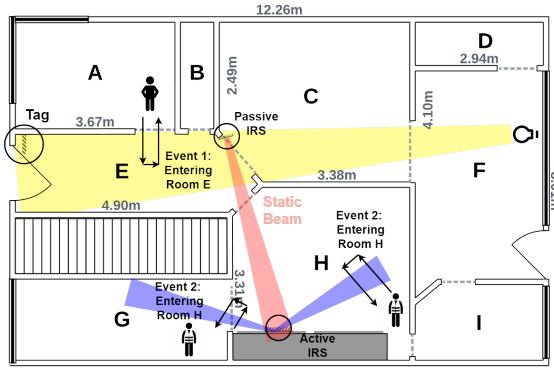 12.26m
A
B
C
D
2.94m
2.49m
Tag
3.67m
Passive
IRS
4.10m
E
Event 1:
Entering
Room E
F
3.38m
4.90m
Static
Beam
Event 2:
Entering
Room H
H
3.31m
Event 2:
Entering
Room H
G
I
Active
IRS